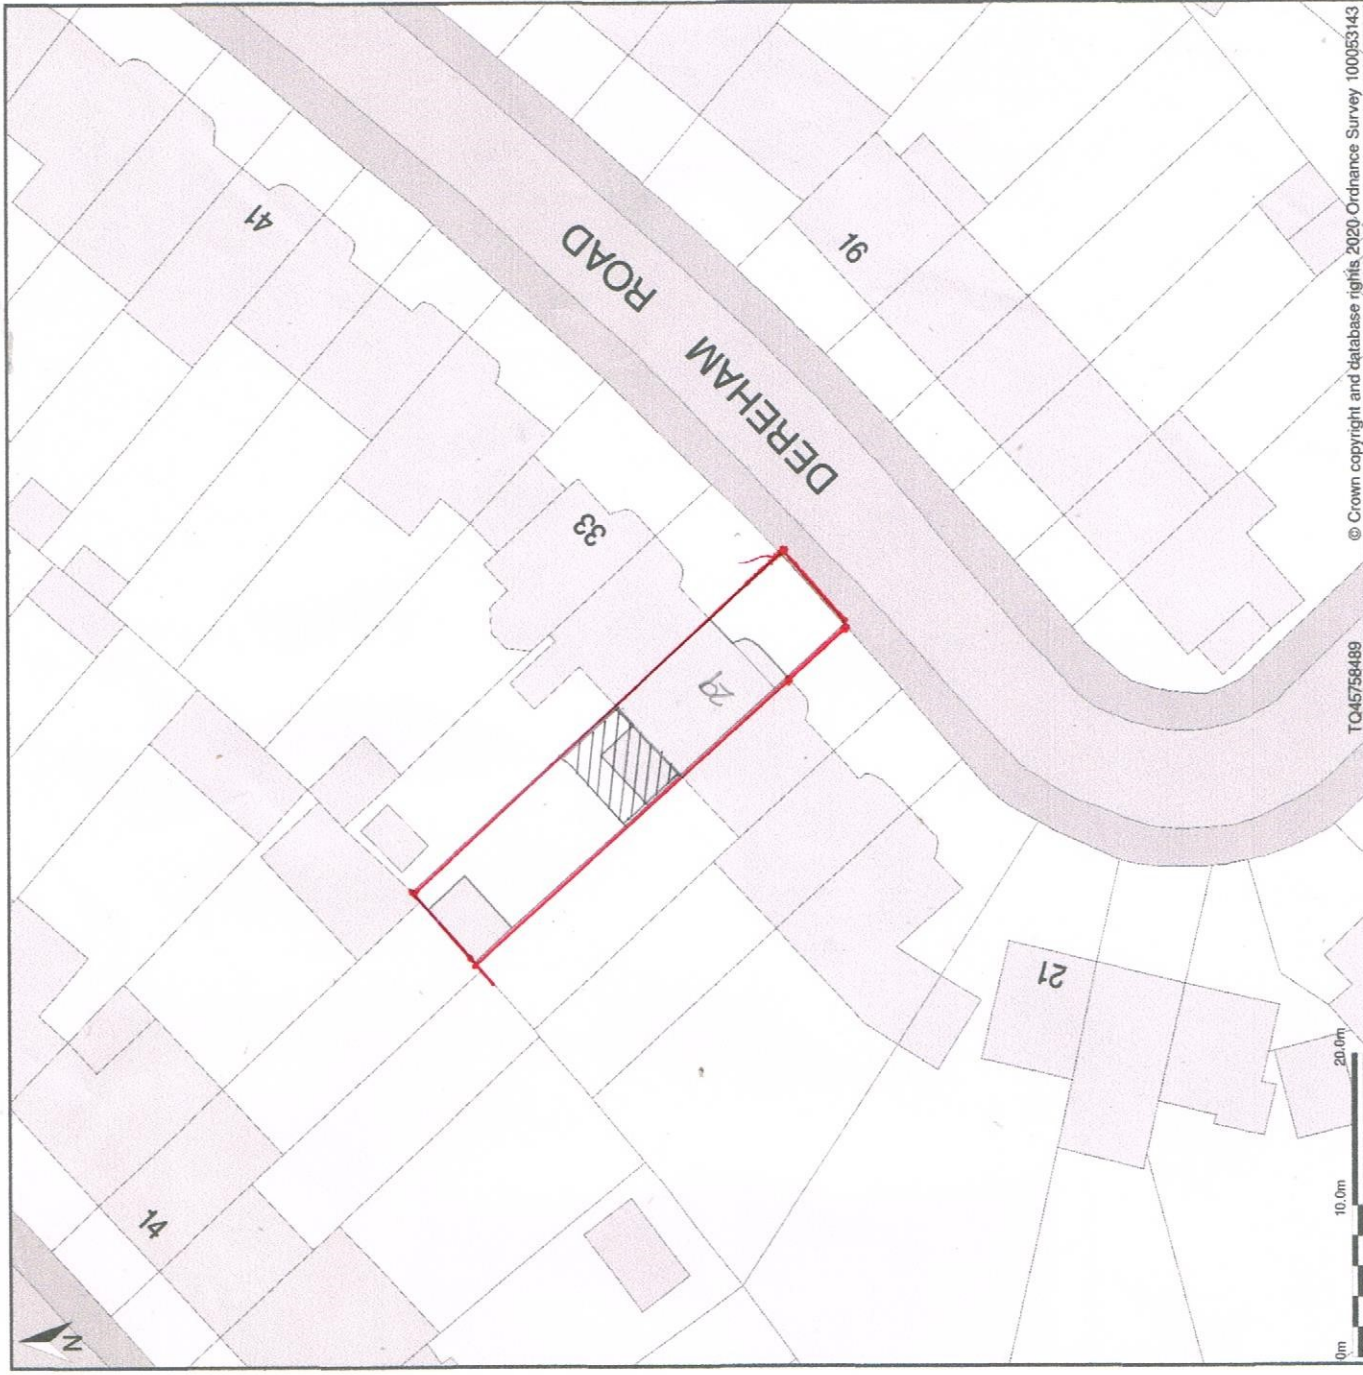 41
16
DEREHAM ROAD
33
29
21
14
N
0m 10.0m 20.0m
TQ45758489
© Crown copyright and database rights 2020 Ordnance Survey 100053143